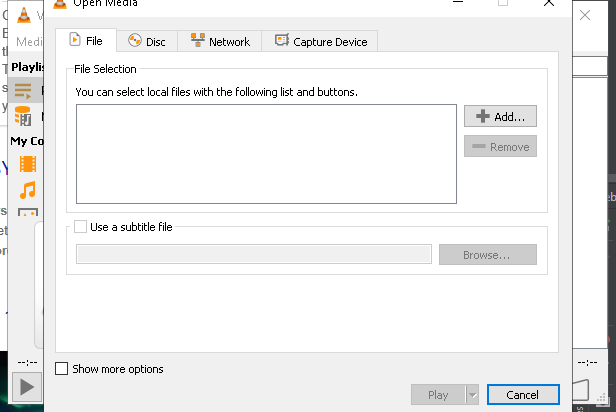 Open Media
File
Disc
Network
Capture Device
File Selection
You can select local files with the following list and buttons.
Add...
Remove
Use a subtitle file
Browse...
Show more options
Play
Cancel
Medi
Playlis
My Co
--:--
--:--